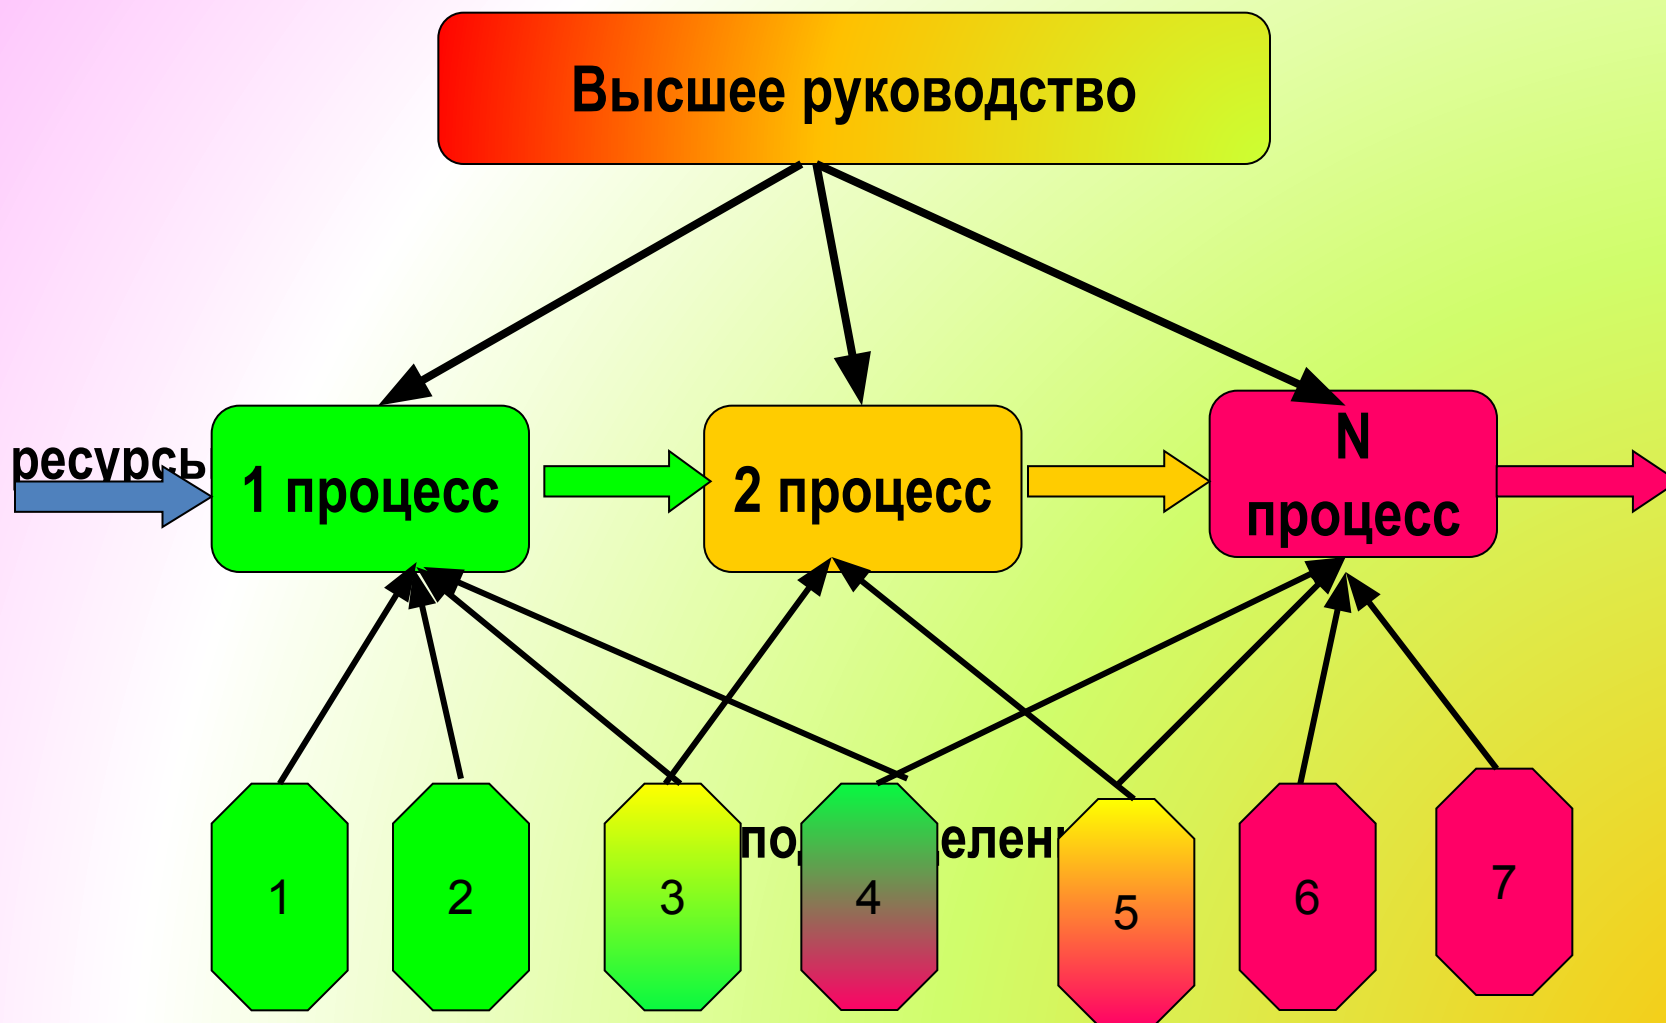 Высшее руководство
ресурсы
1 процесс
2 процесс
N
процесс
1
2
3
4
5
6
7